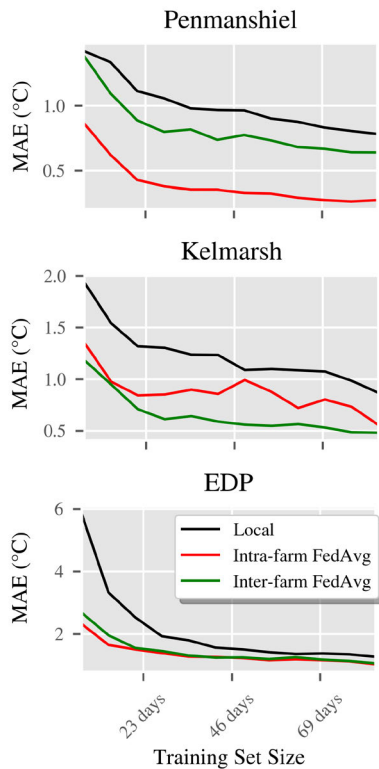 Penmanshiel
MAE (°C)
1.0
0.5
Kelmarsh
MAE (°C)
2.0
1.5
1.0
0.5
EDP
MAE (°C)
6
4
2
Local
Intra-farm FedAvg
Inter-farm FedAvg
23 days
46 days
69 days
Training Set Size